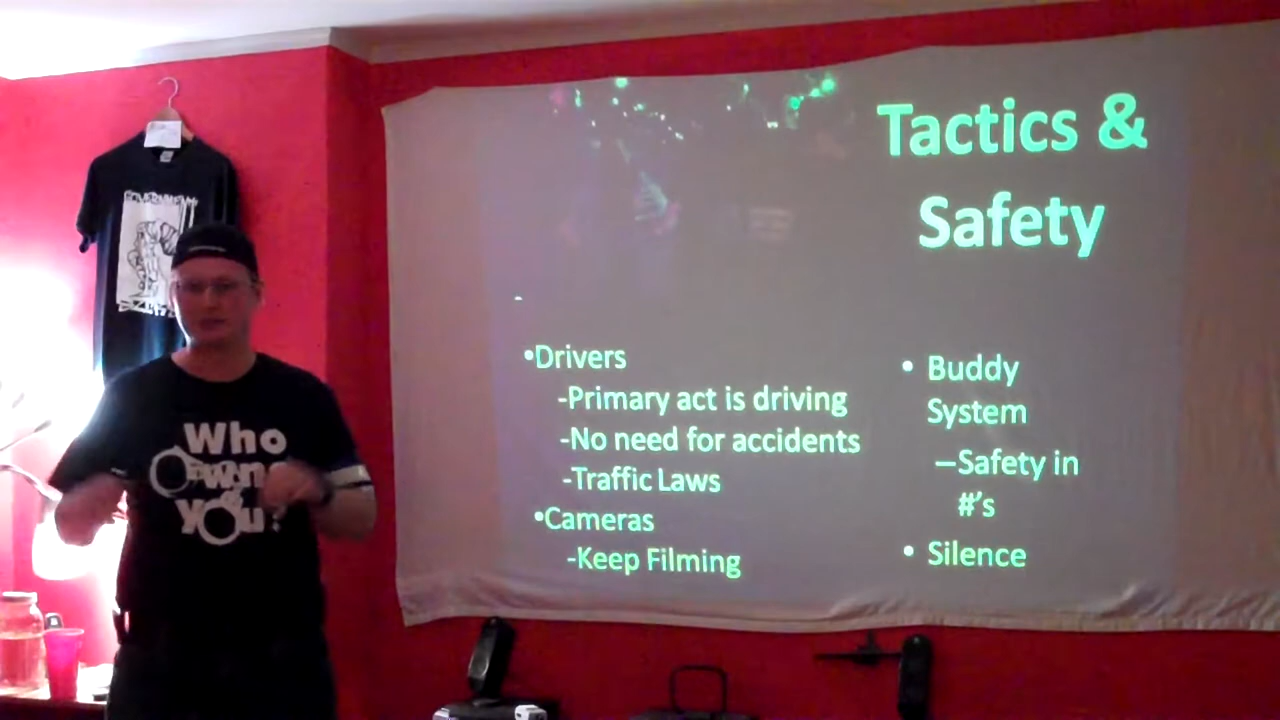 Tactics &
Safety
•Drivers
-Primary act is driving
-No need for accidents
-Traffic Laws
•Cameras
-Keep Filming
• Buddy
System
–Safety in
#'s
• Silence
Who
Owns
You?